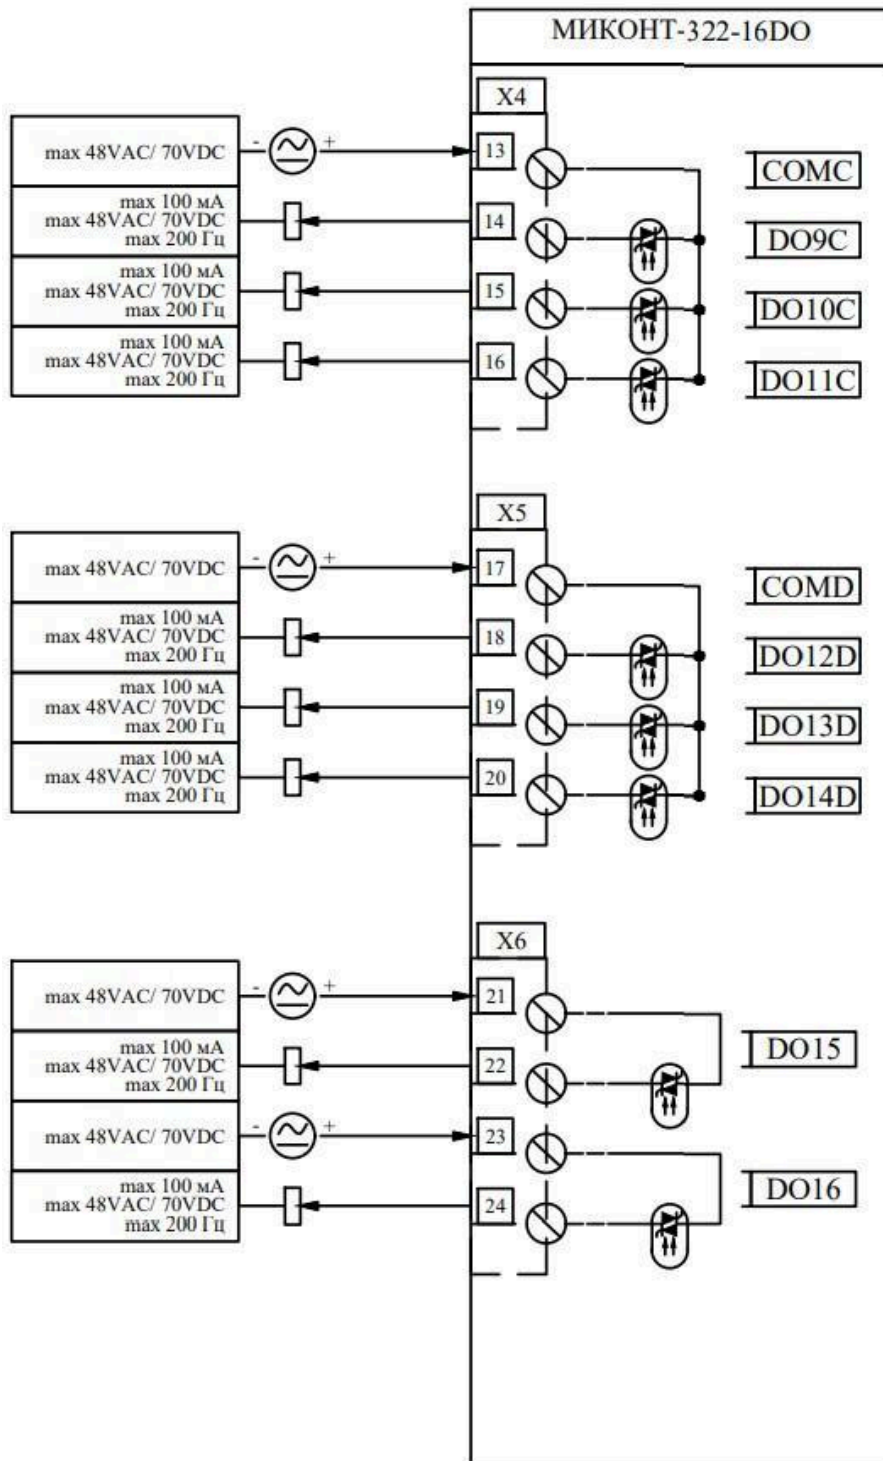 МИКОНТ-322-16DO
X4
max 48VAC/ 70VDC
- +
13
COMC
max 100 мА
max 48VAC/ 70VDC
max 200 Гц
14
DO9C
max 100 мА
max 48VAC/ 70VDC
max 200 Гц
15
DO10C
max 100 мА
max 48VAC/ 70VDC
max 200 Гц
16
DO11C
X5
max 48VAC/ 70VDC
- +
17
COMD
max 100 мА
max 48VAC/ 70VDC
max 200 Гц
18
DO12D
max 100 мА
max 48VAC/ 70VDC
max 200 Гц
19
DO13D
max 100 мА
max 48VAC/ 70VDC
max 200 Гц
20
DO14D
X6
max 48VAC/ 70VDC
- +
21
max 100 мА
max 48VAC/ 70VDC
max 200 Гц
22
DO15
max 48VAC/ 70VDC
- +
23
max 100 мА
max 48VAC/ 70VDC
max 200 Гц
24
DO16